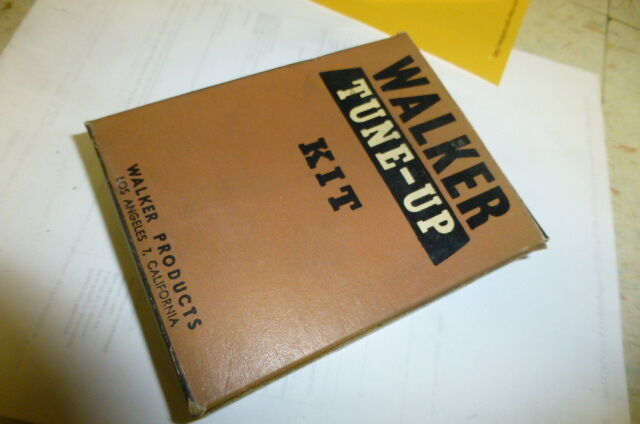 WALKER
TUNE-UP
KIT
WALKER PRODUCTS
LOS ANGELES 7, CALIFORNIA